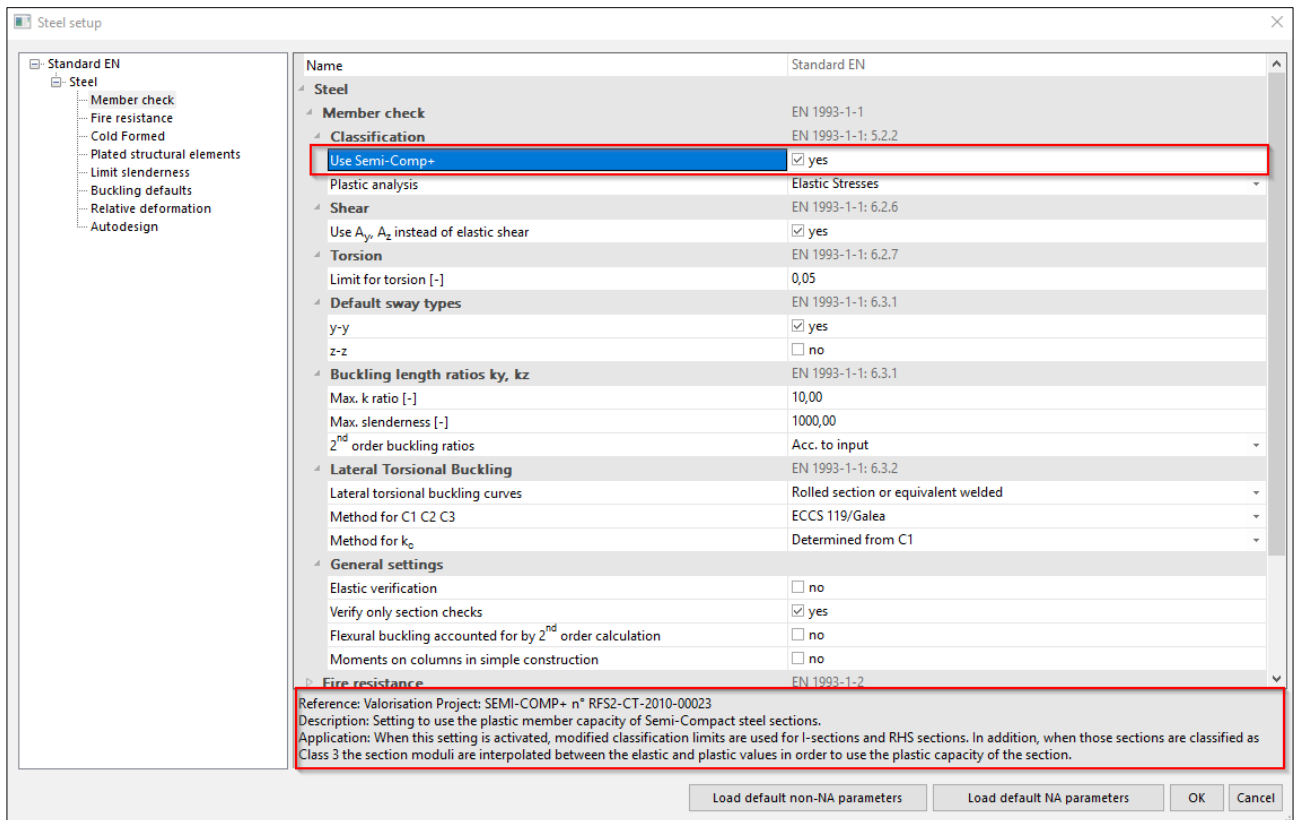 Steel setup
Standard EN
Steel
Member check
Fire resistance
Cold Formed
Plated structural elements
Limit slenderness
Buckling defaults
Relative deformation
Autodesign
Name Standard EN
Steel
Member check EN 1993-1-1
Classification EN 1993-1-1: 5.2.2
Use Semi-Comp+ yes
Plastic analysis Elastic Stresses
Shear EN 1993-1-1: 6.2.6
Use Ay, Az instead of elastic shear yes
Torsion EN 1993-1-1: 6.2.7
Limit for torsion [-] 0,05
Default sway types EN 1993-1-1: 6.3.1
y-y yes
z-z no
Buckling length ratios ky, kz EN 1993-1-1: 6.3.1
Max. k ratio [-] 10,00
Max. slenderness [-] 1000,00
2nd order buckling ratios Acc. to input
Lateral Torsional Buckling EN 1993-1-1: 6.3.2
Lateral torsional buckling curves Rolled section or equivalent welded
Method for C1 C2 C3 ECCS 119/Galea
Method for kc Determined from C1
General settings
Elastic verification no
Verify only section checks yes
Flexural buckling accounted for by 2nd order calculation no
Moments on columns in simple construction no
Fire resistance EN 1993-1-2
Reference: Valorisation Project: SEMI-COMP+ n° RFS2-CT-2010-00023
Description: Setting to use the plastic member capacity of Semi-Compact steel sections.
Application: When this setting is activated, modified classification limits are used for I-sections and RHS sections. In addition, when those sections are classified as
Class 3 the section moduli are interpolated between the elastic and plastic values in order to use the plastic capacity of the section.
Load default non-NA parameters Load default NA parameters OK Cancel